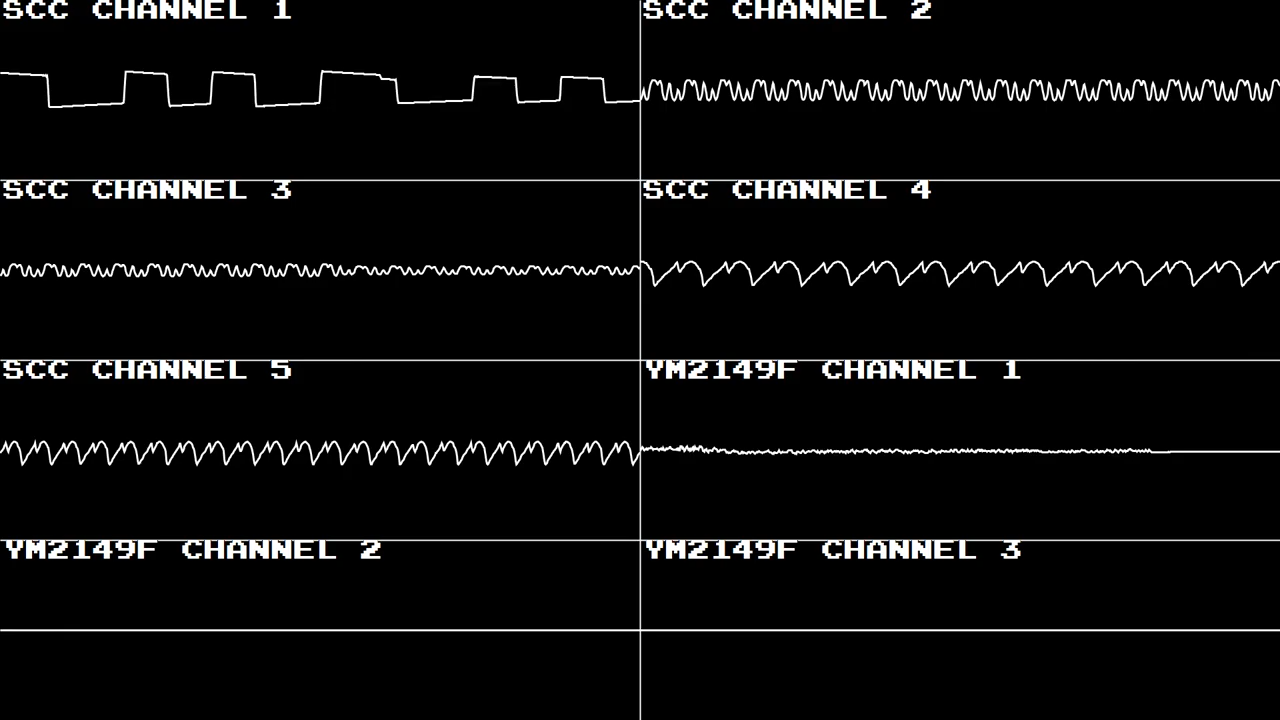 SCC CHANNEL 1
SCC CHANNEL 2
SCC CHANNEL 3
SCC CHANNEL 4
SCC CHANNEL 5
YM2149F CHANNEL 1
YM2149F CHANNEL 2
YM2149F CHANNEL 3